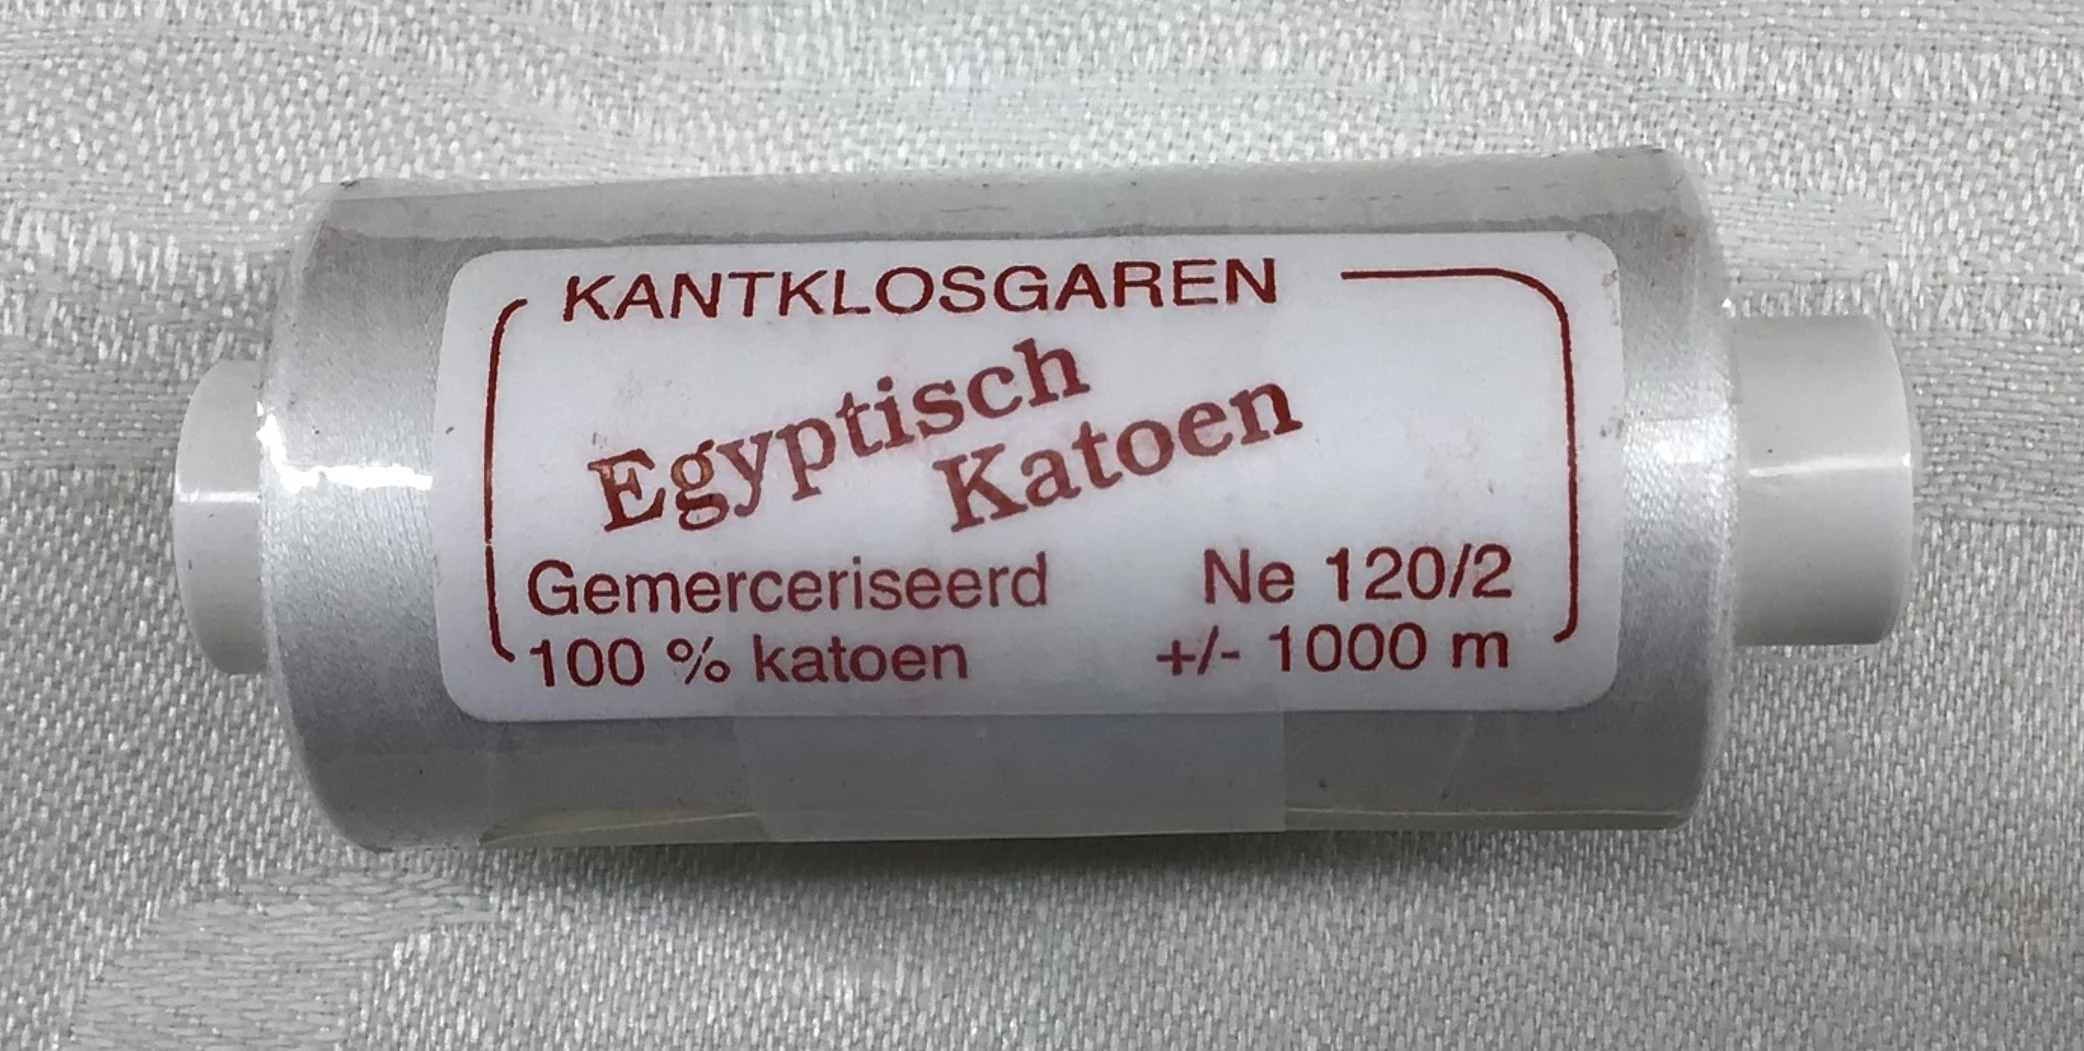 KANTKLOSGAREN
Egyptisch
Katoen
Gemerceriseerd Ne 120/2
100 % katoen +/- 1000 m